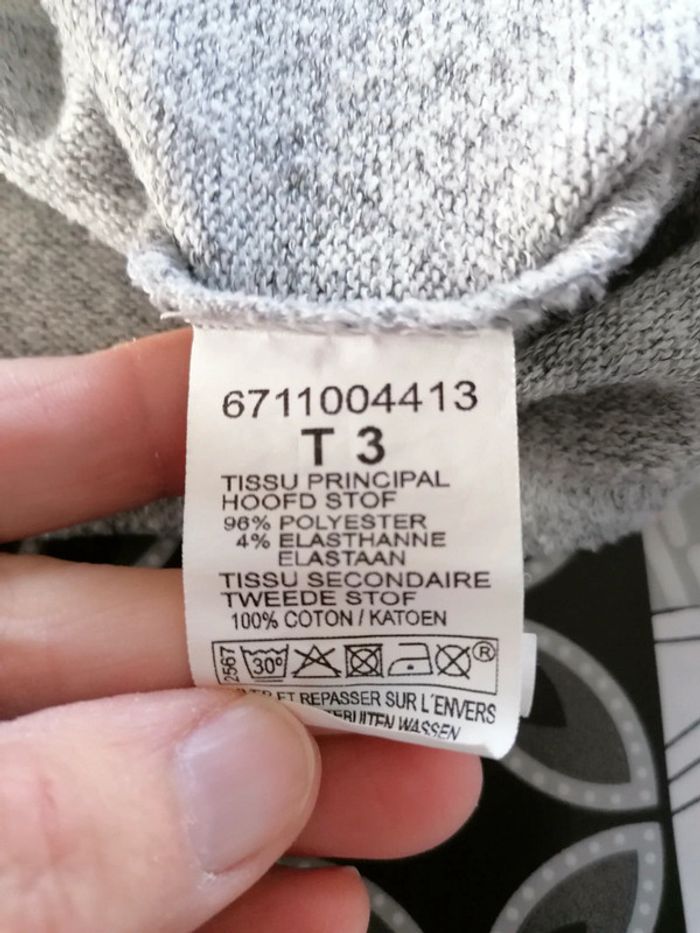 6711004413
T 3
TISSU PRINCIPAL
HOOFD STOF
96% POLYESTER
4% ELASTHANNE
ELASTAAN
TISSU SECONDAIRE
TWEEDE STOF
100% COTON / KATOEN
2567
30°
®
ET REPASSER SUR L'ENVERS
WASSEN